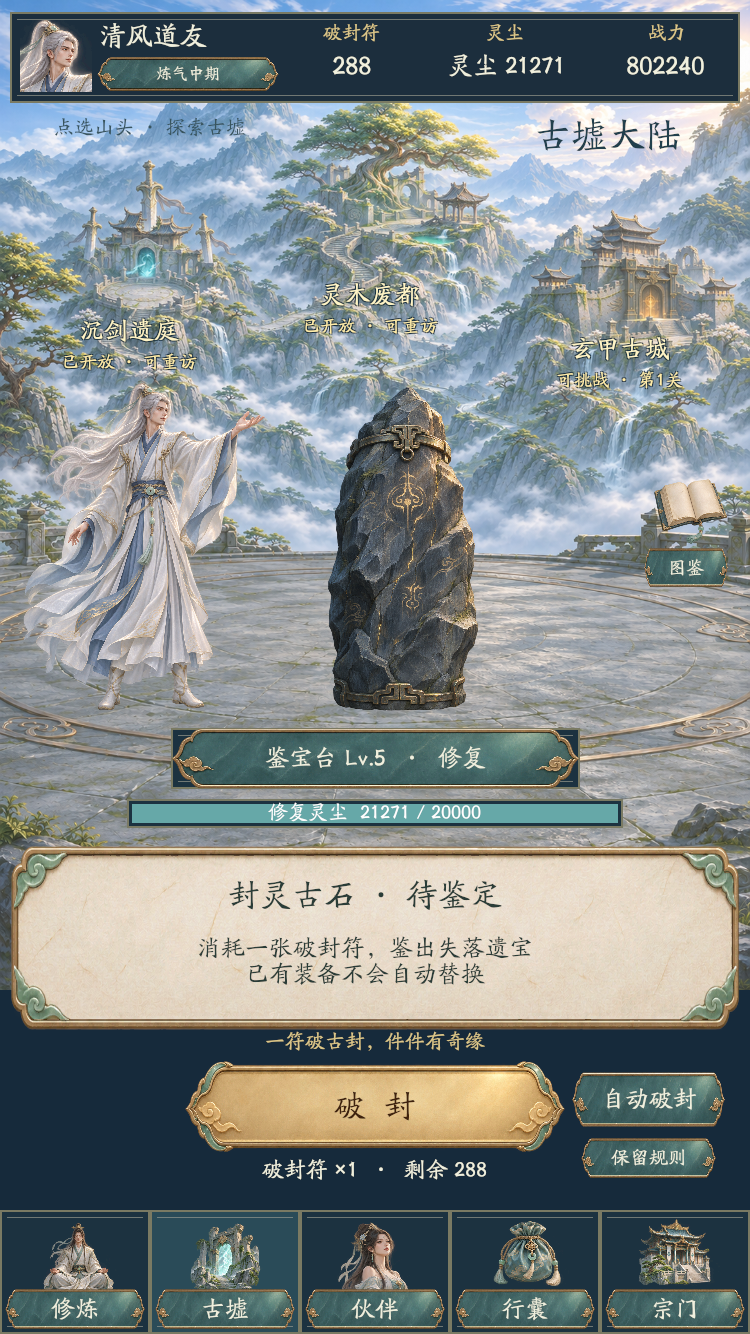 清风道友
炼气中期
破封符
288
灵尘
灵尘 21271
战力
802240
点选山头 · 探索古墟
古墟大陆
灵木废都
已开放 · 可重访
沉剑遗庭
已开放 · 可重访
玄甲古城
可挑战 · 第1关
图鉴
鉴宝台 Lv.5 · 修复
修复灵尘 21271 / 20000
封灵古石 · 待鉴定
消耗一张破封符，鉴出失落遗宝
已有装备不会自动替换
一符破古封，件件有奇缘
破 封
自动破封
破封符 ×1 · 剩余 288
保留规则
修炼
古墟
伙伴
行囊
宗门